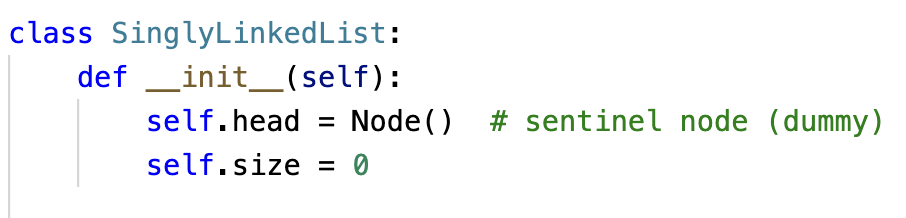 class SinglyLinkedList:
    def __init__(self):
        self.head = Node()  # sentinel node (dummy)
        self.size = 0